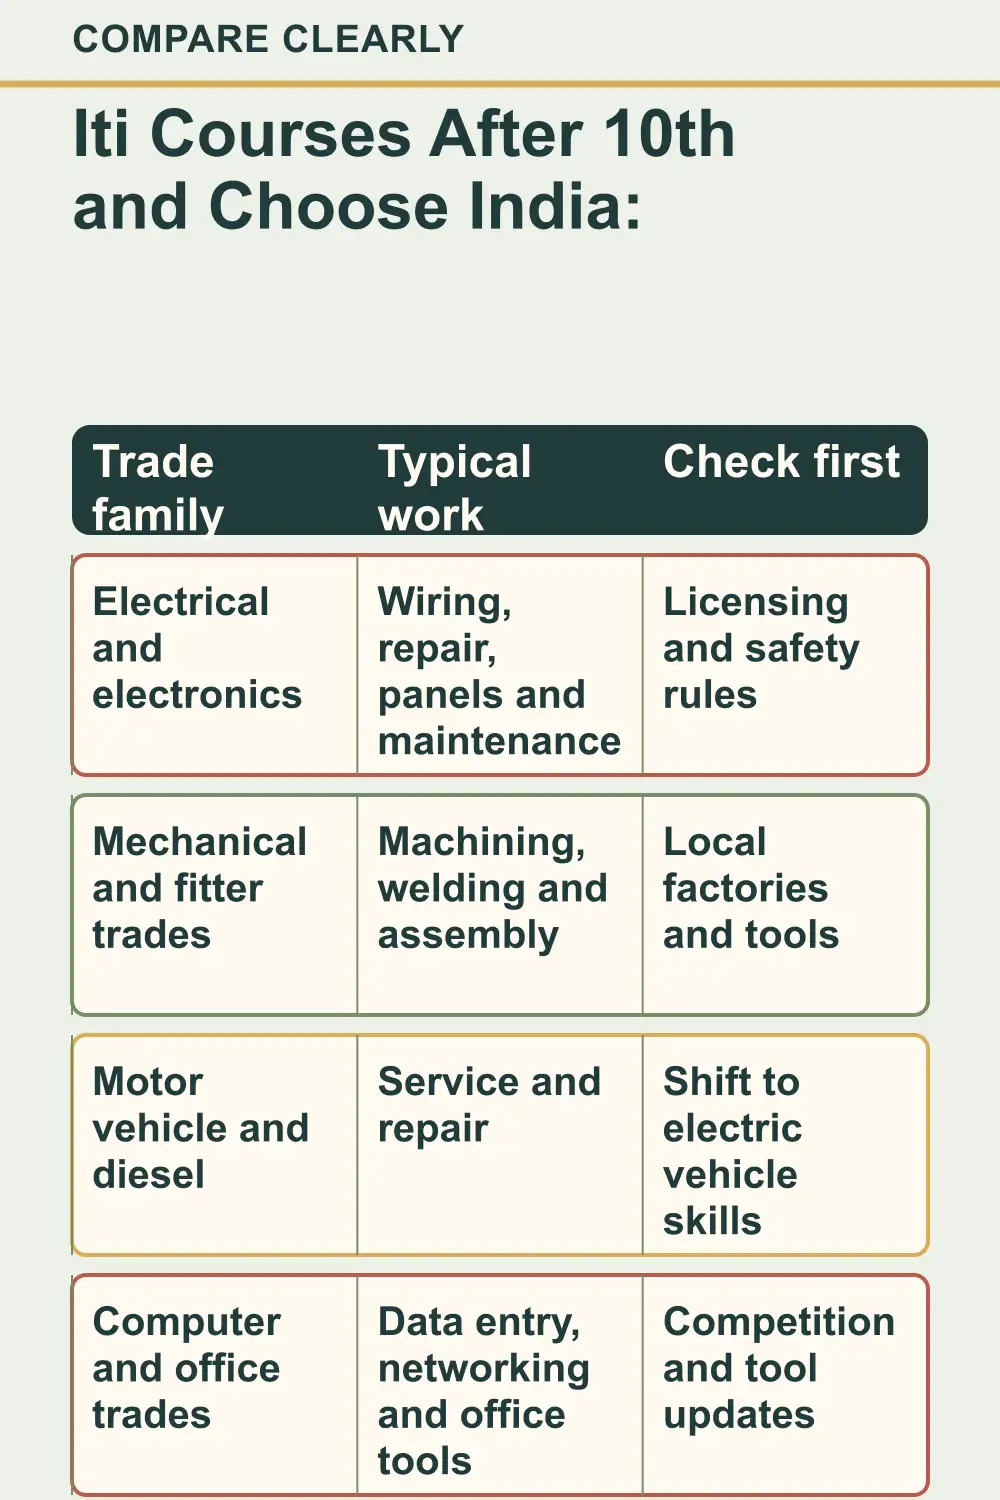 COMPARE CLEARLY
Iti Courses After 10th
and Choose India:
Trade
family
Typical
work
Check first
Electrical
and
electronics
Wiring,
repair,
panels and
maintenance
Licensing
and safety
rules
Mechanical
and fitter
trades
Machining,
welding and
assembly
Local
factories
and tools
Motor
vehicle and
diesel
Service and
repair
Shift to
electric
vehicle
skills
Computer
and office
trades
Data entry,
networking
and office
tools
Competition
and tool
updates